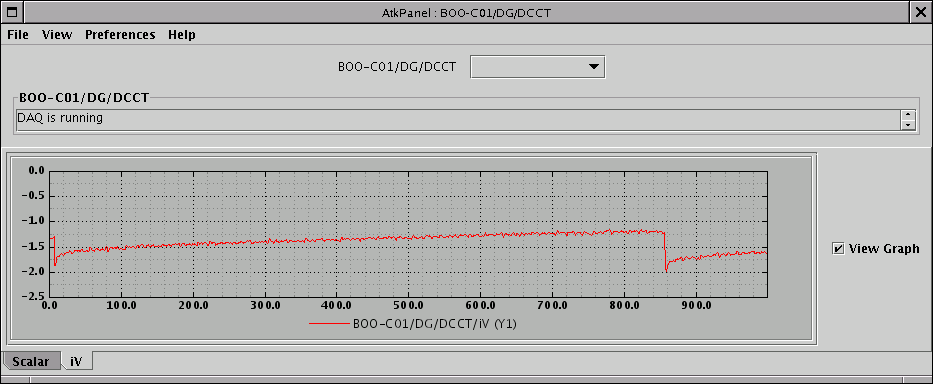 AtkPanel : BOO-C01/DG/DCCT
File View Preferences Help
BOO-C01/DG/DCCT
BOO-C01/DG/DCCT
DAQ is running
0.0
-0.5
-1.0
-1.5
-2.0
-2.5
0.0 100.0 200.0 300.0 400.0 500.0 600.0 700.0 800.0 900.0
BOO-C01/DG/DCCT/iV (Y1)
View Graph
Scalar iV